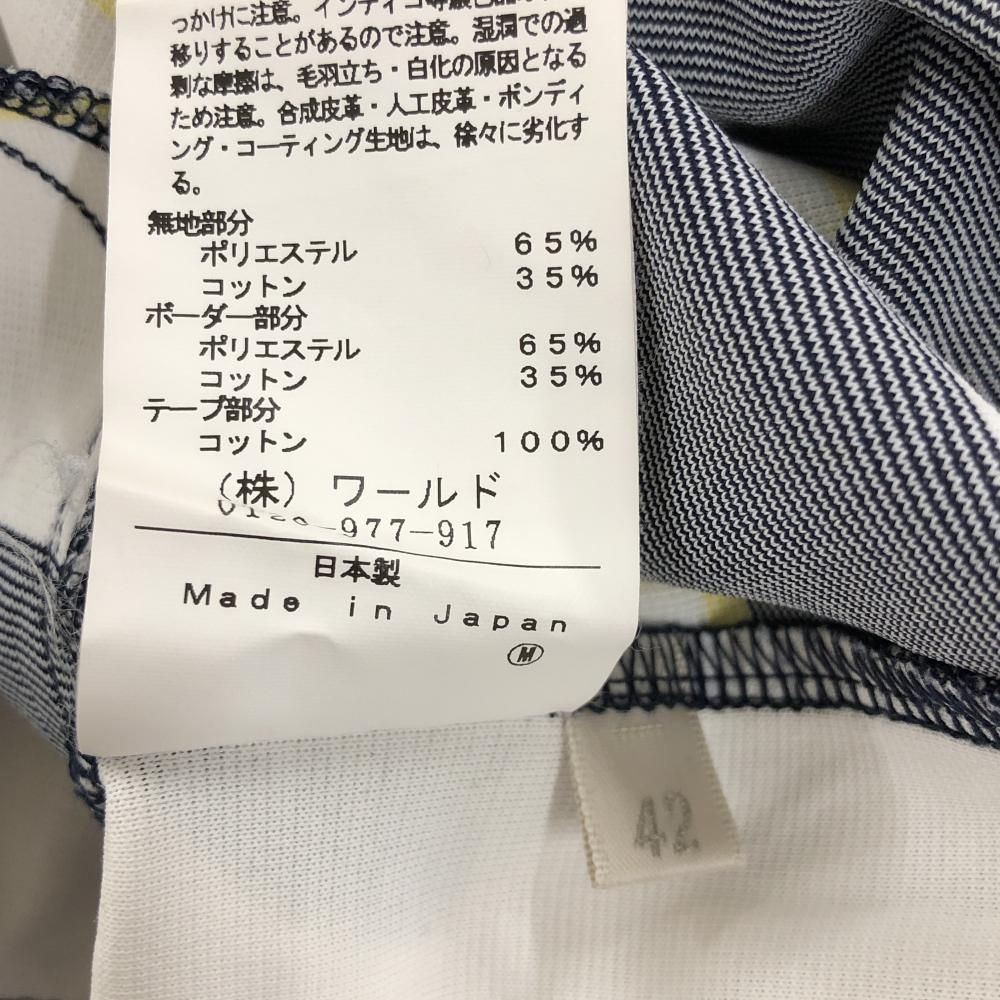 っかけに注意。インディゴ等濃色品の
移りすることがあるので注意。湿潤での過
剰な摩擦は、毛羽立ち・白化の原因となる
ため注意。合成皮革・人工皮革・ボンディ
ング・コーティング生地は、徐々に劣化す
る。
無地部分
ポリエステル 65%
コットン 35%
ボーダー部分
ポリエステル 65%
コットン 35%
テープ部分
コットン 100%
(株) ワールド
0120-977-917
日本製
Made in Japan
M
42